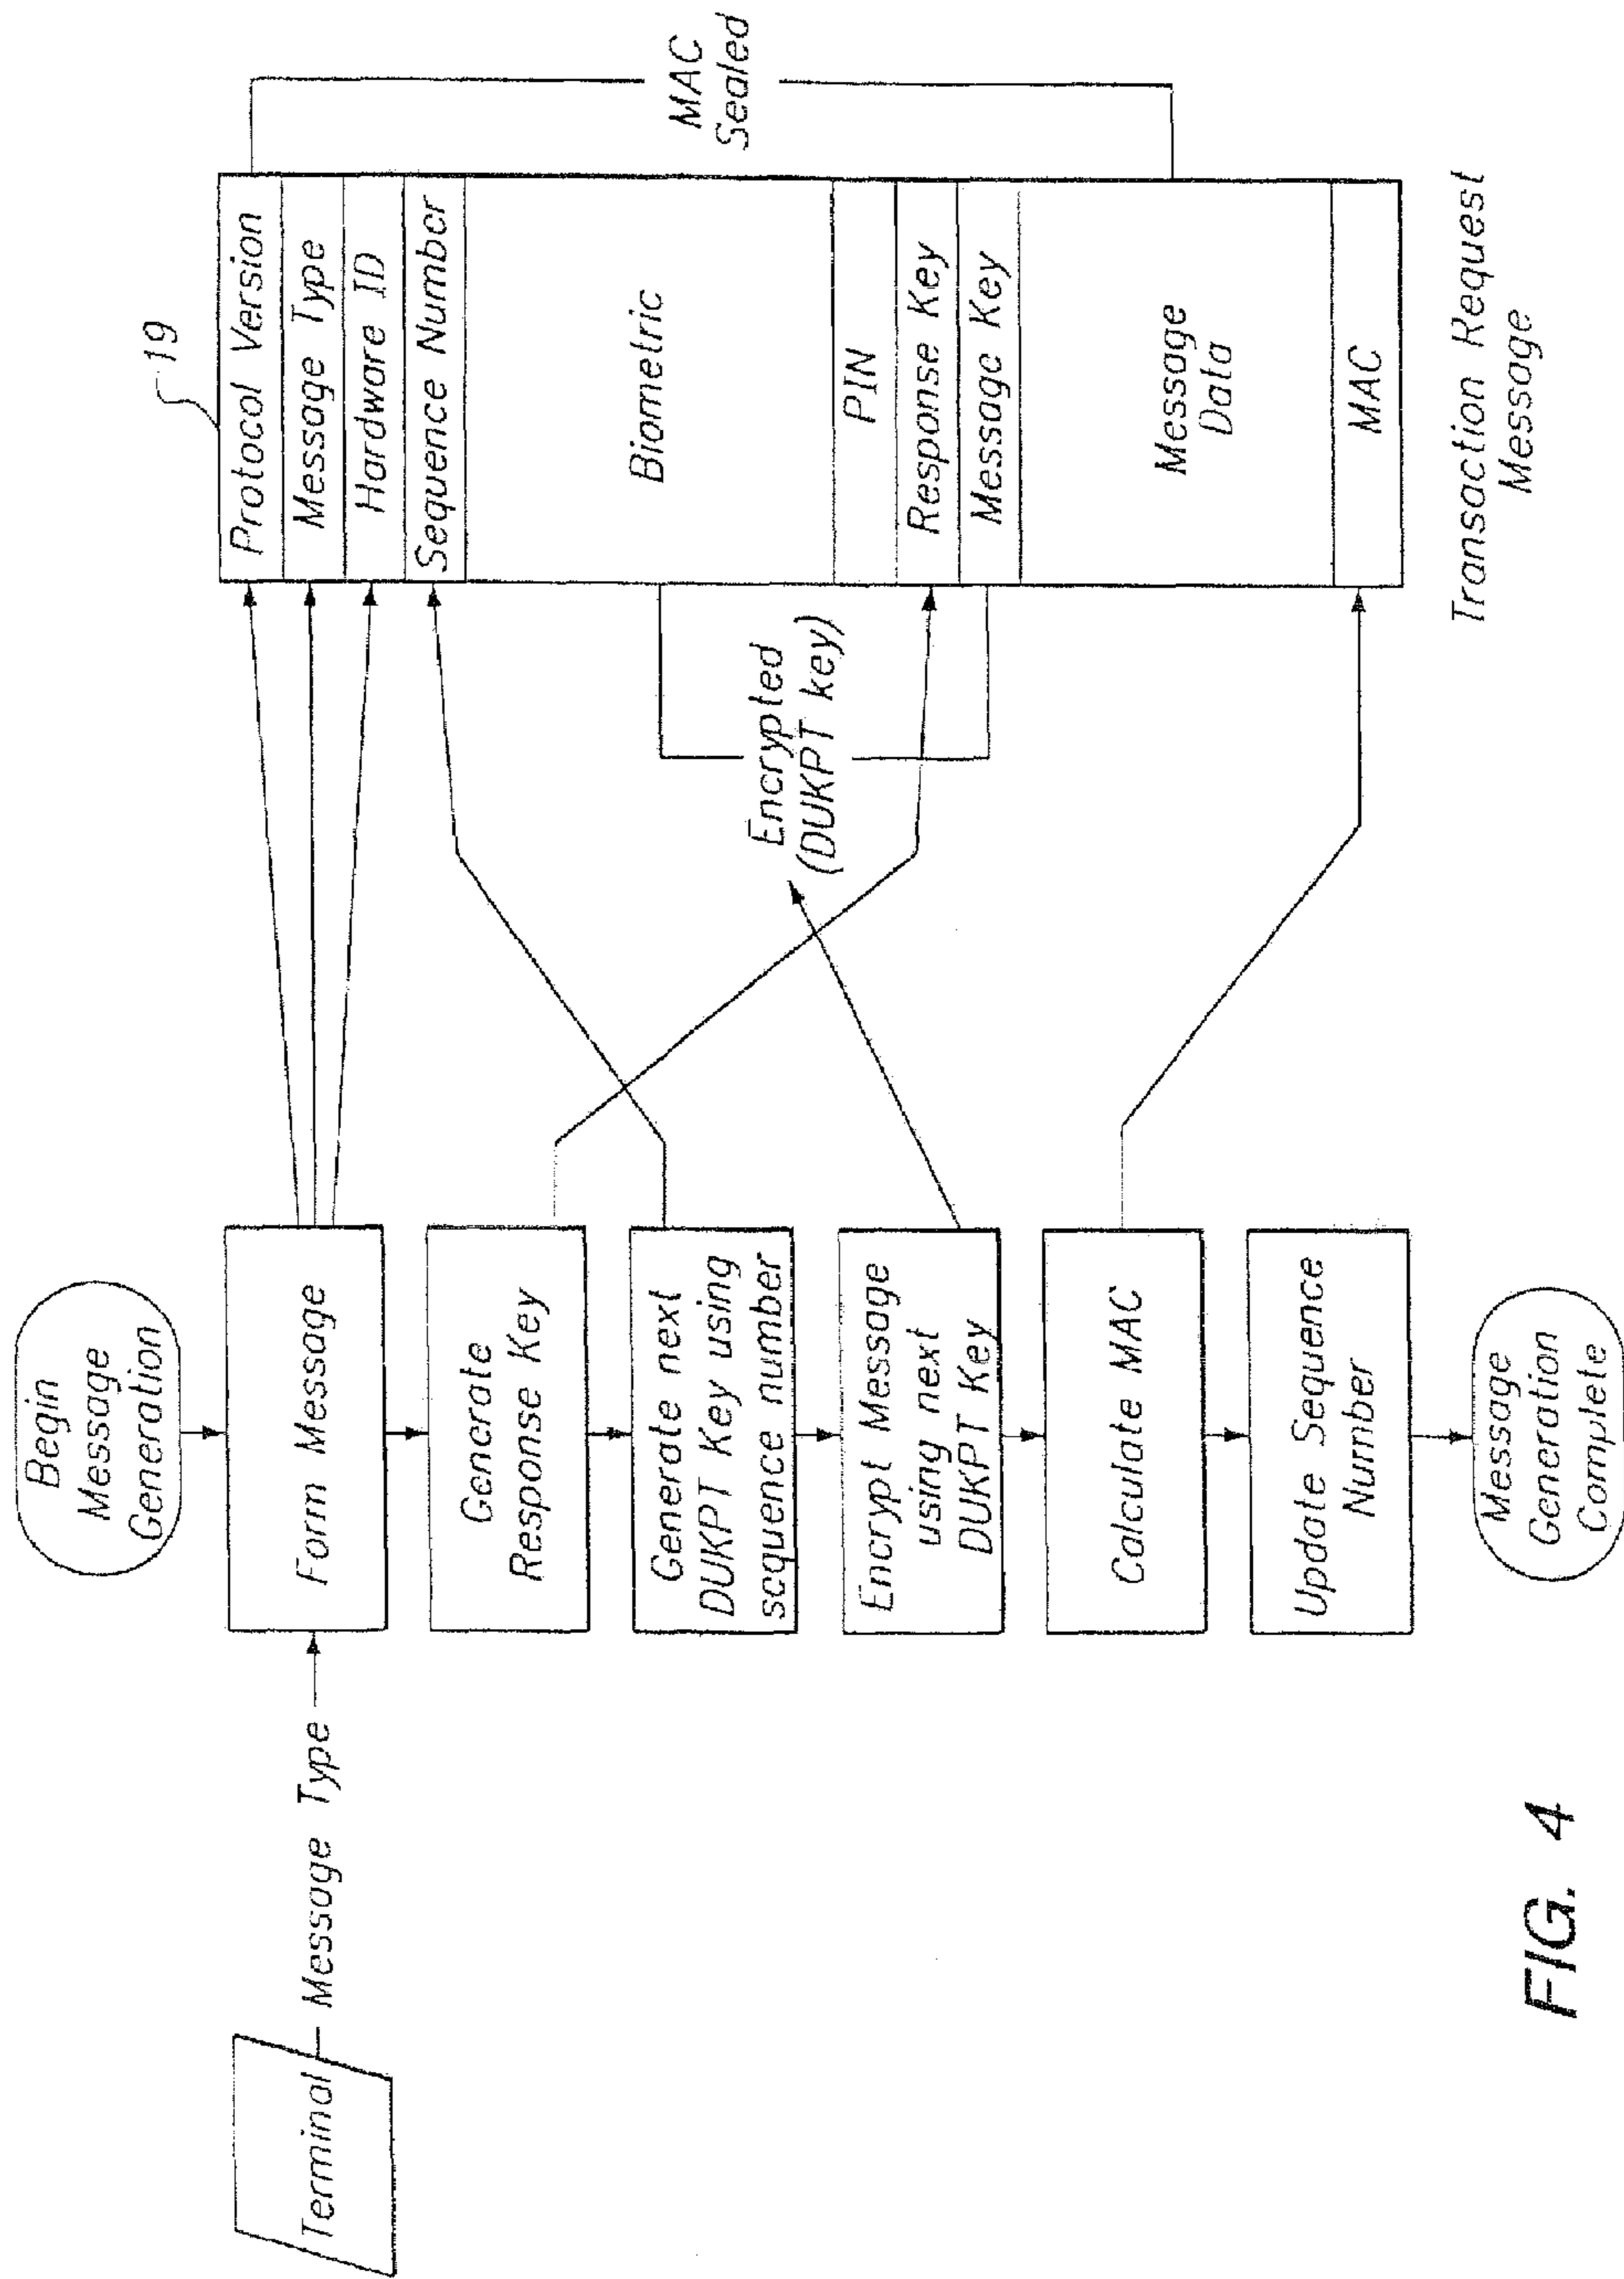 Begin
Message
Generation
Terminal
Message Type
Form Message
Generate
Response Key
Generate next
DUKPT Key using
sequence number
Encrypt Message
using next
DUKPT Key
Calculate MAC
Update Sequence
Number
Message
Generation
Complete
Encrypted
(DUKPT key)
19
Protocol Version
Message Type
Hardware ID
Sequence Number
Biometric
PIN
Response Key
Message Key
Message
Data
MAC
MAC
Sealed
Transaction Request
Message
FIG. 4